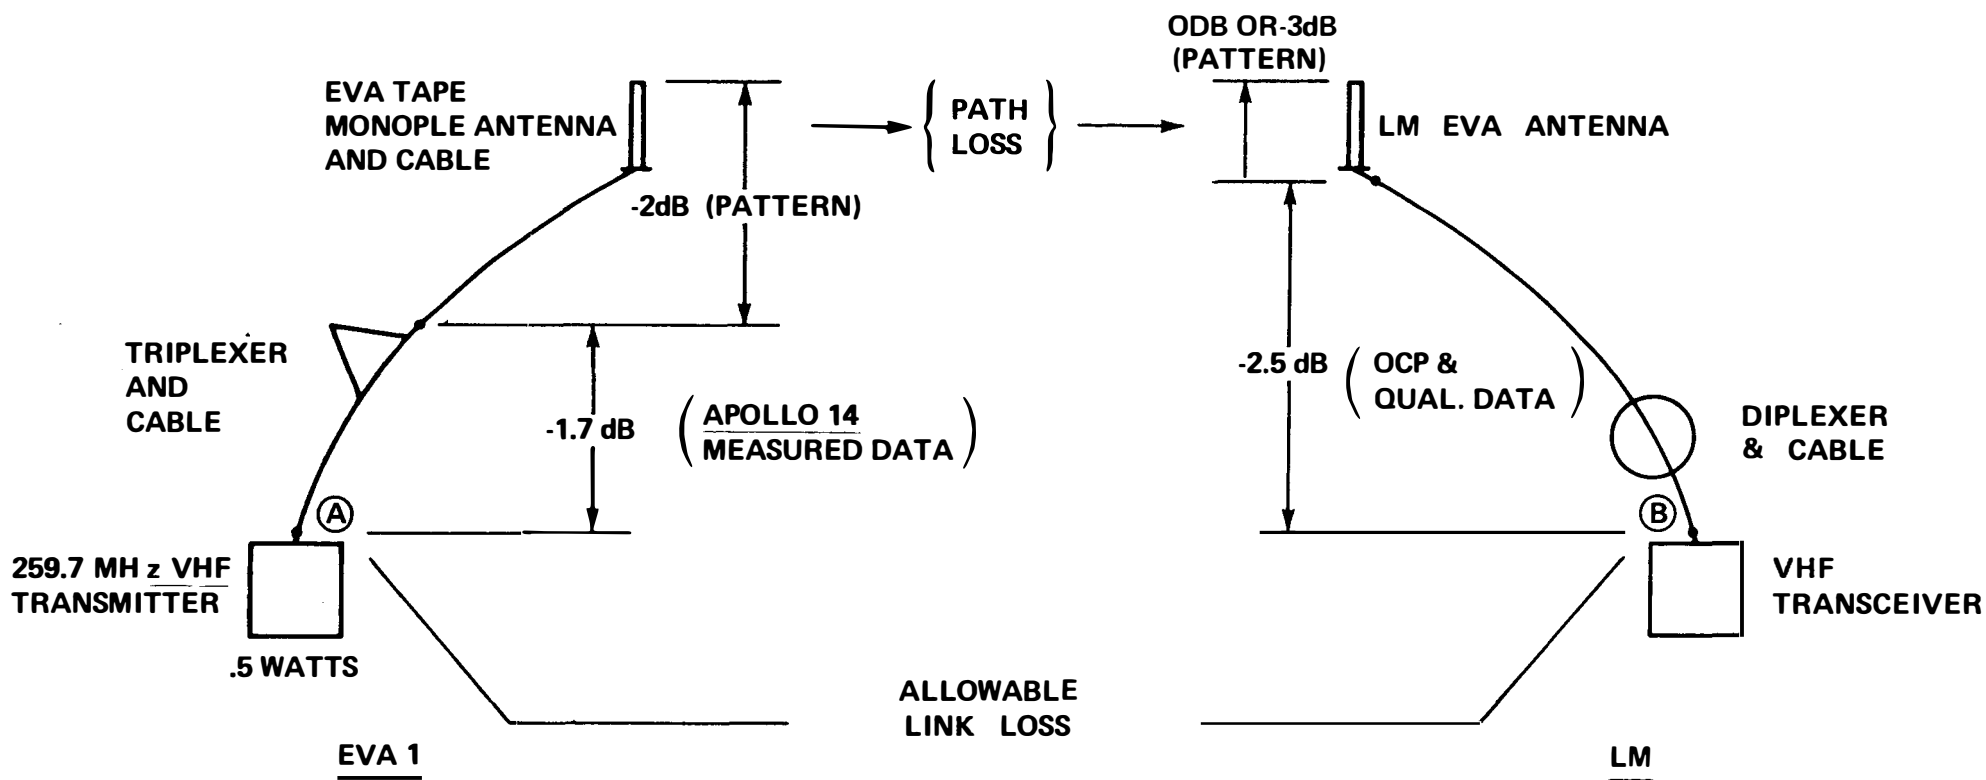 ODB OR-3dB
(PATTERN)
EVA TAPE
MONOPLE ANTENNA
AND CABLE
PATH
LOSS
LM EVA ANTENNA
-2dB (PATTERN)
TRIPLEXER
AND
CABLE
-1.7 dB
APOLLO 14
MEASURED DATA
-2.5 dB
OCP &
QUAL. DATA
DIPLEXER
& CABLE
A
B
259.7 MH z VHF
TRANSMITTER
.5 WATTS
VHF
TRANSCEIVER
ALLOWABLE
LINK LOSS
EVA 1
LM